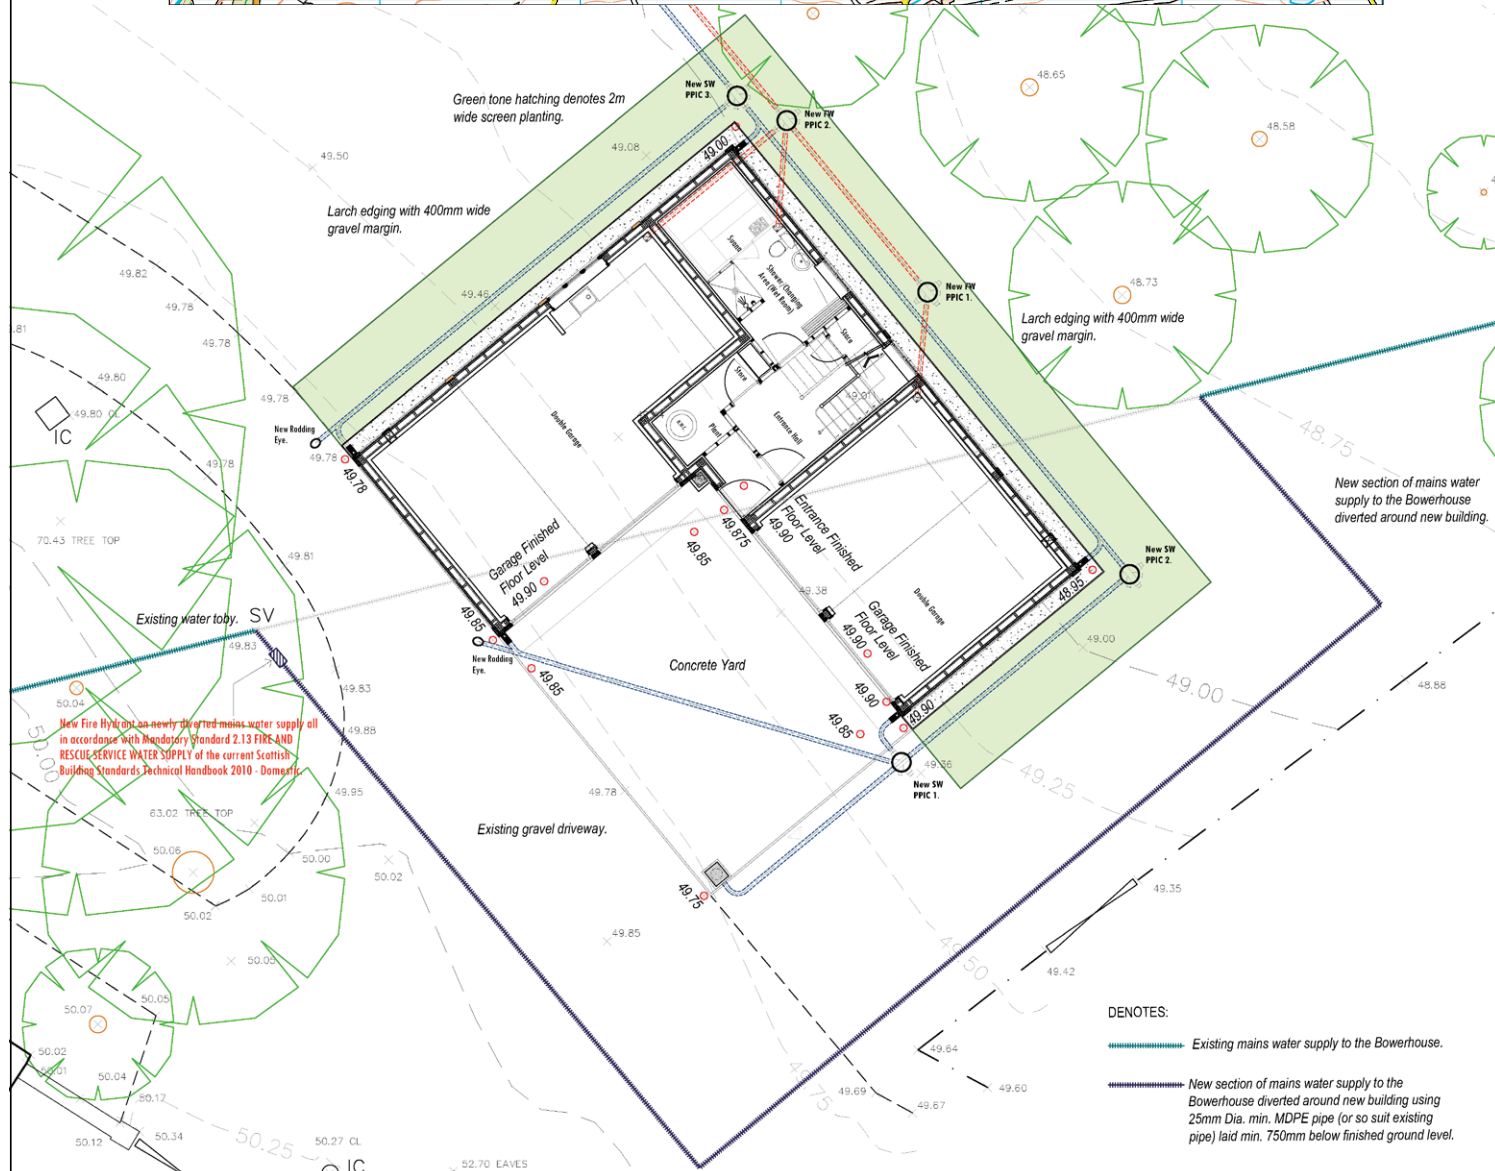 Green tone hatching denotes 2m
wide screen planting.
New SW
PPIC 3.
New FW
PPIC 2.
48.65
48.58
49.50
49.08
49.00
Larch edging with 400mm wide
gravel margin.
49.82
49.78
49.78
49.46
Sauna
Shower/Changing
Area (Wet Room)
New FW
PPIC 1.
48.73
Larch edging with 400mm wide
gravel margin.
Store
49.80
49.78
49.80 CL
IC
New Rodding
Eye.
49.78
49.78
49.78
Double Garage
Store
Plant
Entrance Hall
49.01
48.75
New section of mains water
supply to the Bowerhouse
diverted around new building.
70.43 TREE TOP
49.81
Garage Finished
Floor Level
49.90
49.85
49.875
Entrance Finished
Floor Level
49.90
49.38
Double Garage
New SW
PPIC 2.
48.95
Existing water toby.
SV
49.83
49.85
New Rodding
Eye.
49.85
Concrete Yard
Garage Finished
Floor Level
49.90
49.90
49.90
49.85
49.00
49.00
48.88
49.83
49.88
50.04
50.00
New Fire Hydrant on newly diverted mains water supply all
in accordance with Mandatory Standard 2.13 FIRE AND
RESCUE SERVICE WATER SUPPLY of the current Scottish
Building Standards Technical Handbook 2010 - Domestic.
49.95
63.02 TREE TOP
49.78
New SW
PPIC 1.
49.25
Existing gravel driveway.
50.06
50.00
50.02
50.01
50.02
49.75
49.85
49.35
49.42
49.50
50.05
50.05
50.07
50.02
50.01
50.04
50.17
50.12
50.34
50.25
50.27 CL
IC
52.70 EAVES
49.64
49.60
49.69
49.67
49.75
DENOTES:
Existing mains water supply to the Bowerhouse.
New section of mains water supply to the
Bowerhouse diverted around new building using
25mm Dia. min. MDPE pipe (or so suit existing
pipe) laid min. 750mm below finished ground level.